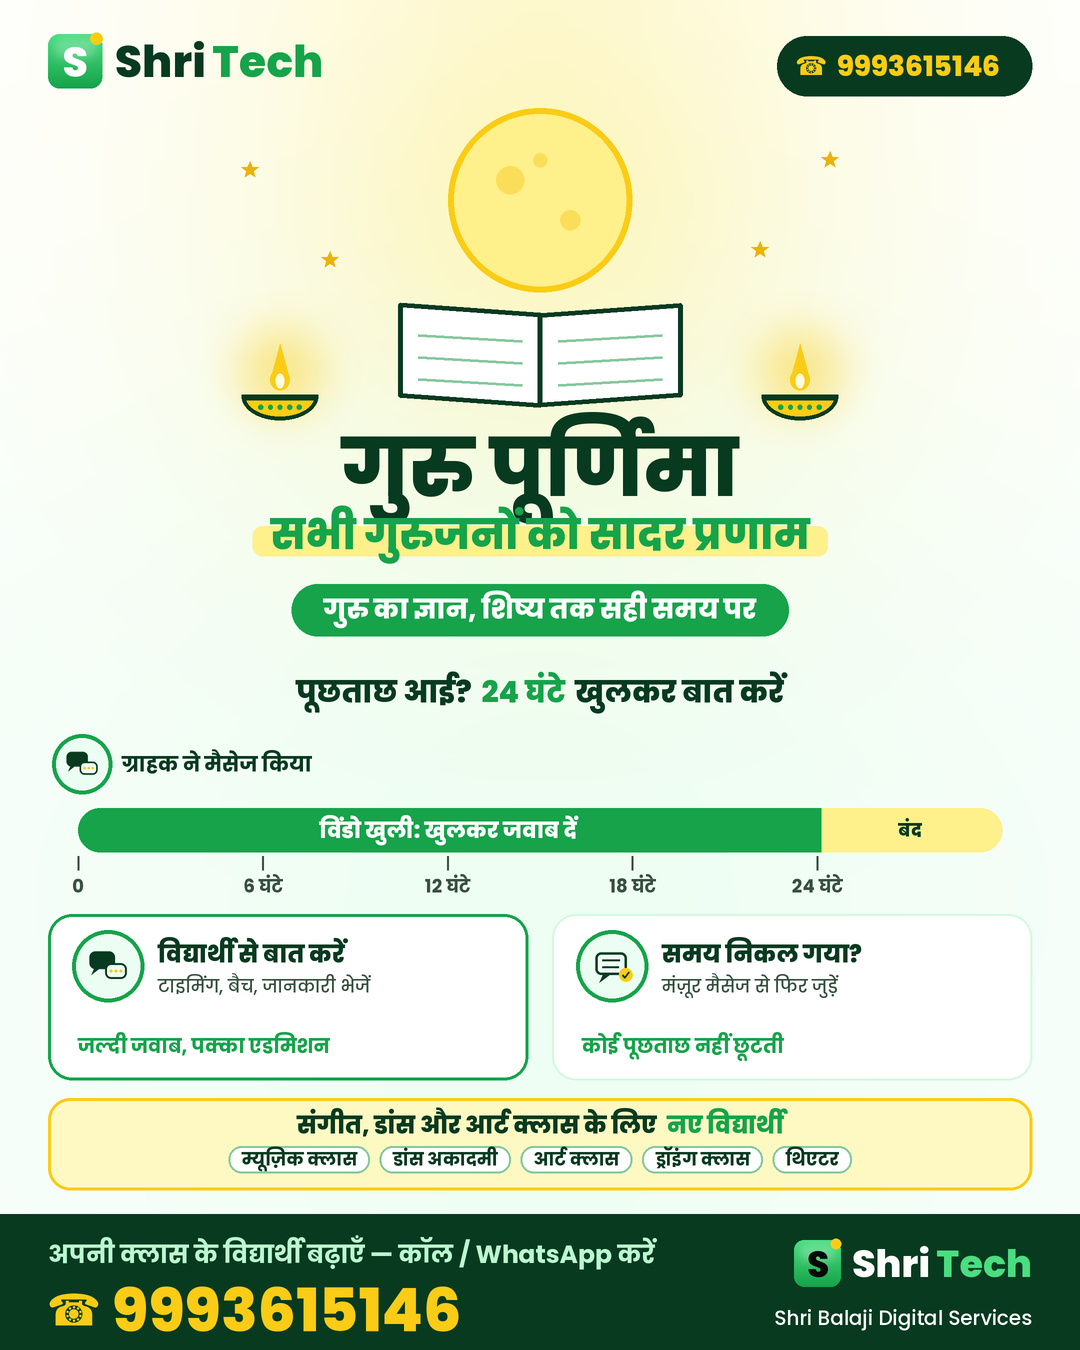 S Shri Tech
☎ 9993615146
गुरु पूर्णिमा
सभी गुरुजनों को सादर प्रणाम
गुरु का ज्ञान, शिष्य तक सही समय पर
पूछताछ आई? 24 घंटे खुलकर बात करें
ग्राहक ने मैसेज किया
विंडो खुली: खुलकर जवाब दें
बंद
0 6 घंटे 12 घंटे 18 घंटे 24 घंटे
विद्यार्थी से बात करें
टाइमिंग, बैच, जानकारी भेजें
जल्दी जवाब, पक्का एडमिशन
समय निकल गया?
मंज़ूर मैसेज से फिर जुड़ें
कोई पूछताछ नहीं छूटती
संगीत, डांस और आर्ट क्लास के लिए नए विद्यार्थी
म्यूज़िक क्लास डांस अकादमी आर्ट क्लास ड्रॉइंग क्लास थिएटर
अपनी क्लास के विद्यार्थी बढ़ाएँ — कॉल / WhatsApp करें
☎ 9993615146
S Shri Tech
Shri Balaji Digital Services